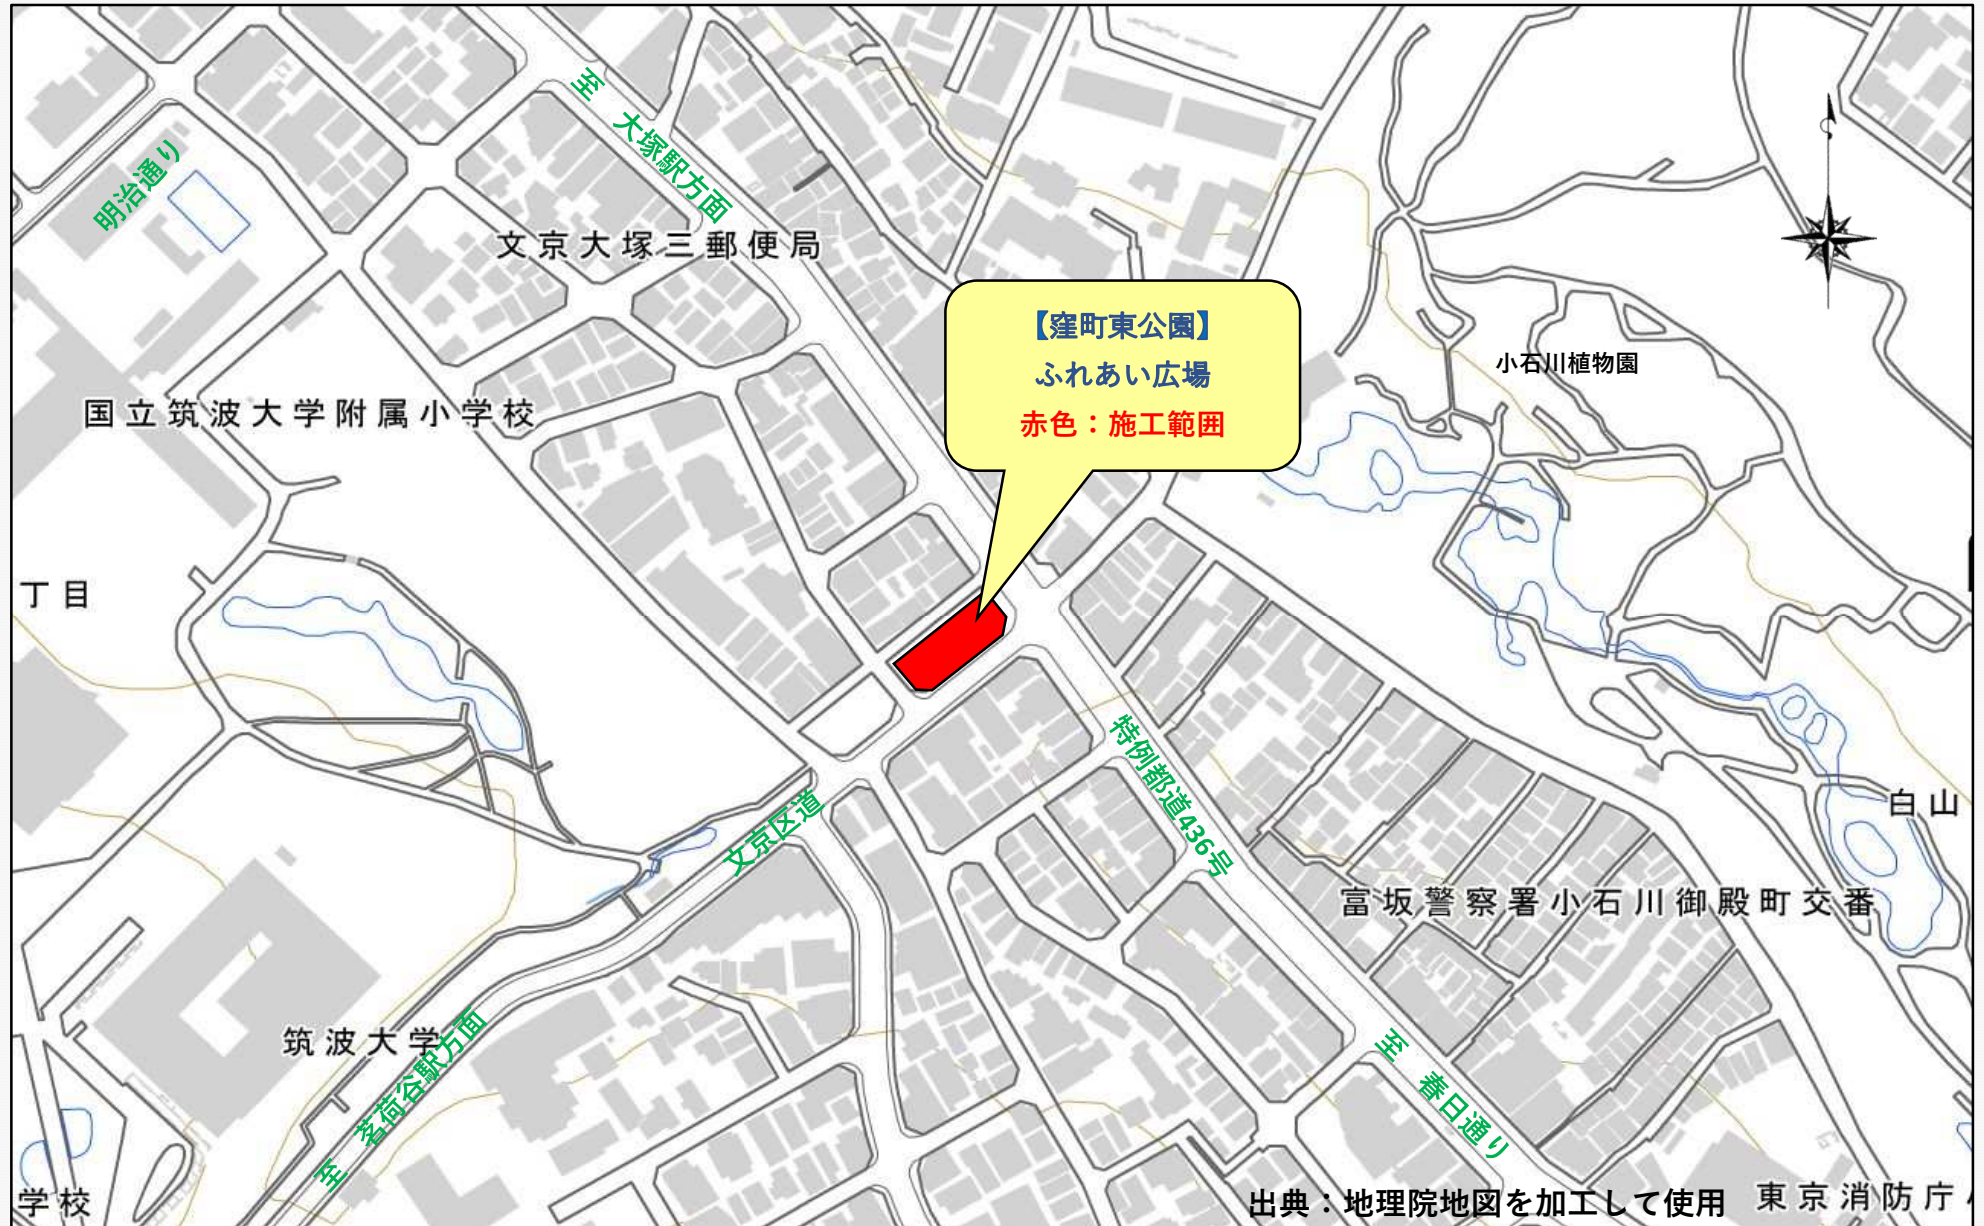 至 大塚駅方面
明治通り
文京大塚三郵便局
【窪町東公園】
ふれあい広場
赤色：施工範囲
小石川植物園
国立筑波大学附属小学校
丁目
特例都道436号
文京区道
白山
富坂警察署小石川御殿町交番
筑波大学
至 茗荷谷駅方面
至 春日通り
学校
出典：地理院地図を加工して使用
東京消防庁